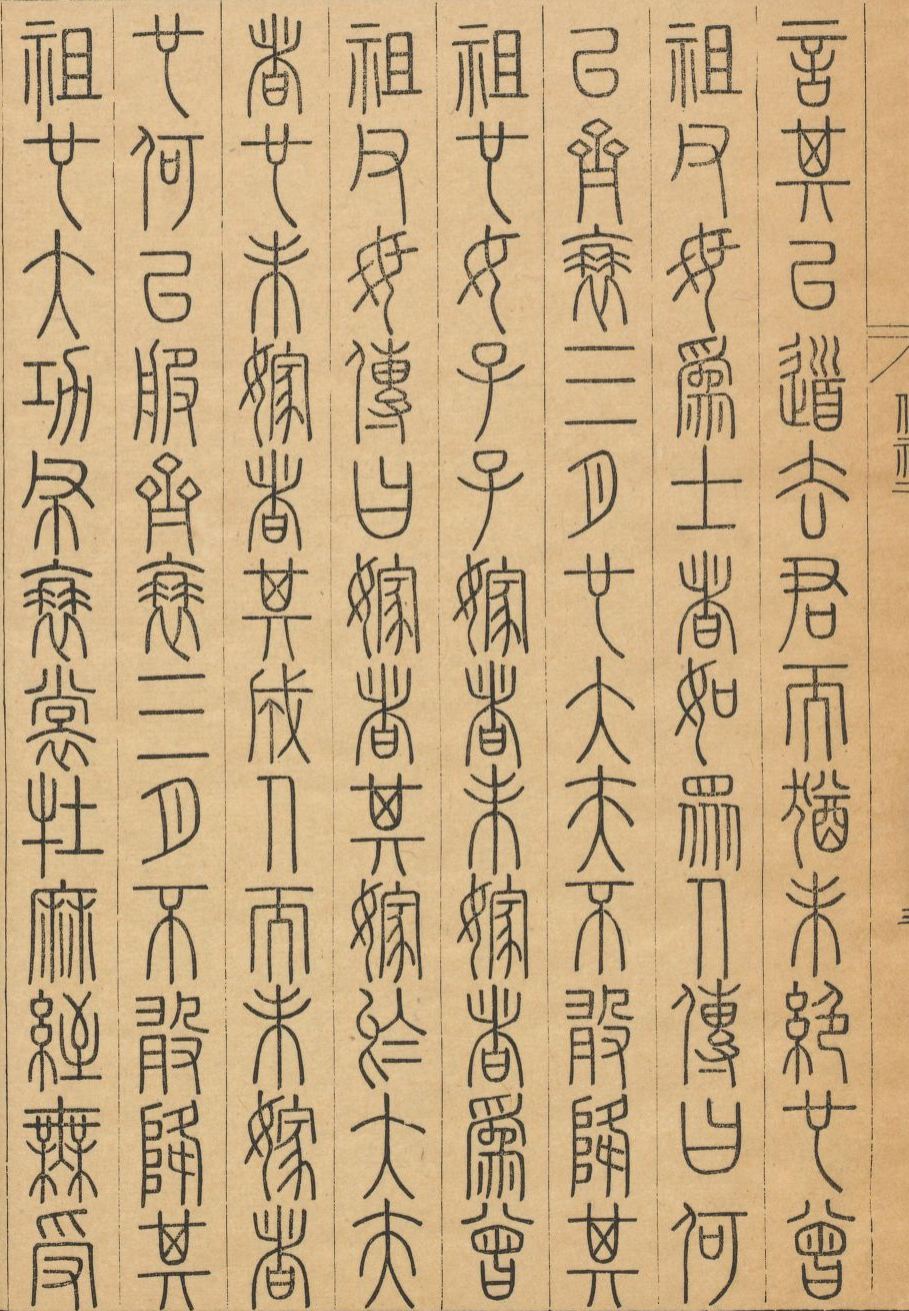 言其以道去君而猶未絕也曾
祖父母為士者如眾人傳曰何
以齊衰三月也大夫不敢降其
祖也女子子嫁者未嫁者為曾
祖父母傳曰嫁者其嫁於大夫
者也未嫁者其成人而未嫁者
也何以服齊衰三月不敢降其
祖也大功布衰裳牡麻絰無受